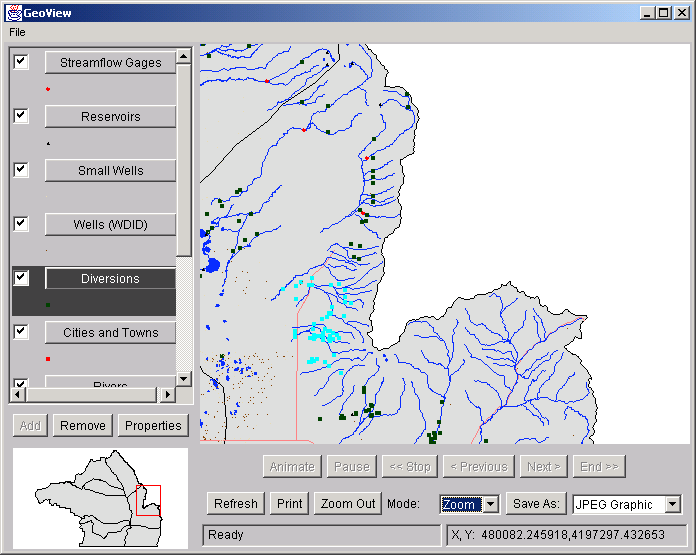 GeoView
File
Streamflow Gages
Reservoirs
Small Wells
Wells (WDID)
Diversions
Cities and Towns
Rivers
Add Remove Properties
Animate Pause << Stop < Previous Next > End >>
Refresh Print Zoom Out Mode: Zoom Save As: JPEG Graphic
Ready X, Y: 480082.245918,4197297.432653